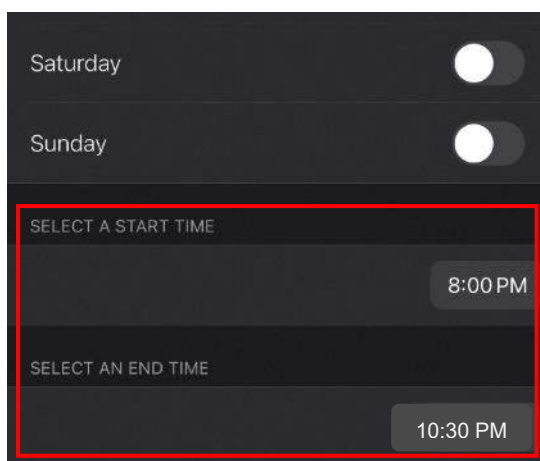 Saturday
Sunday
SELECT A START TIME
8:00 PM
SELECT AN END TIME
10:30 PM